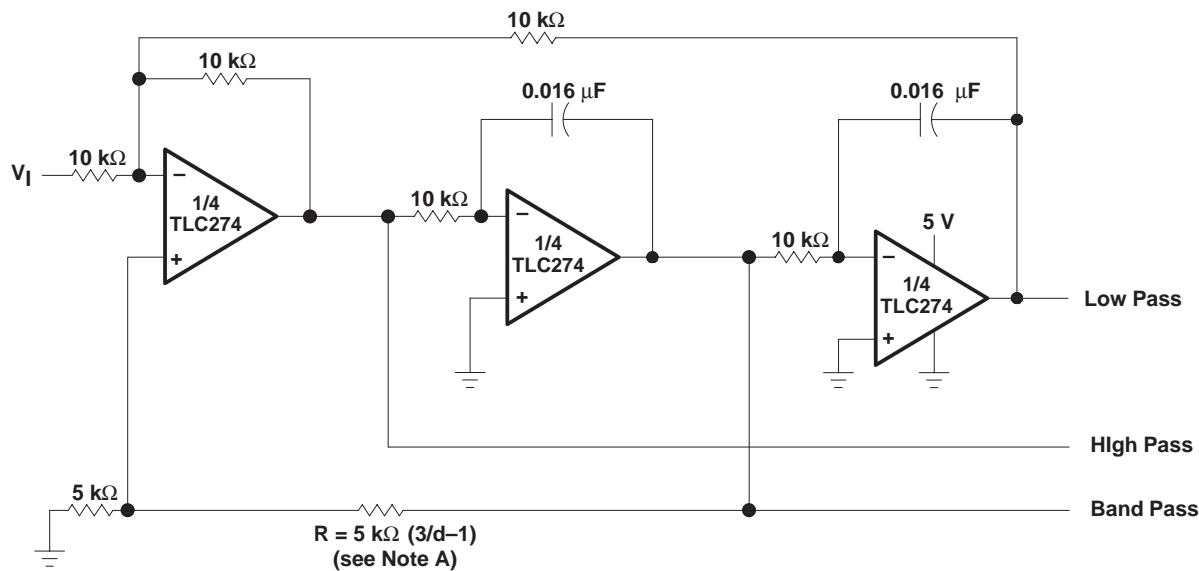 10 kΩ
10 kΩ
0.016 μF
0.016 μF
10 kΩ
VI
–
1/4
TLC274
+
10 kΩ
–
1/4
TLC274
+
5 V
10 kΩ
–
1/4
TLC274
+
Low Pass
HIgh Pass
5 kΩ
Band Pass
R = 5 kΩ (3/d–1)
(see Note A)